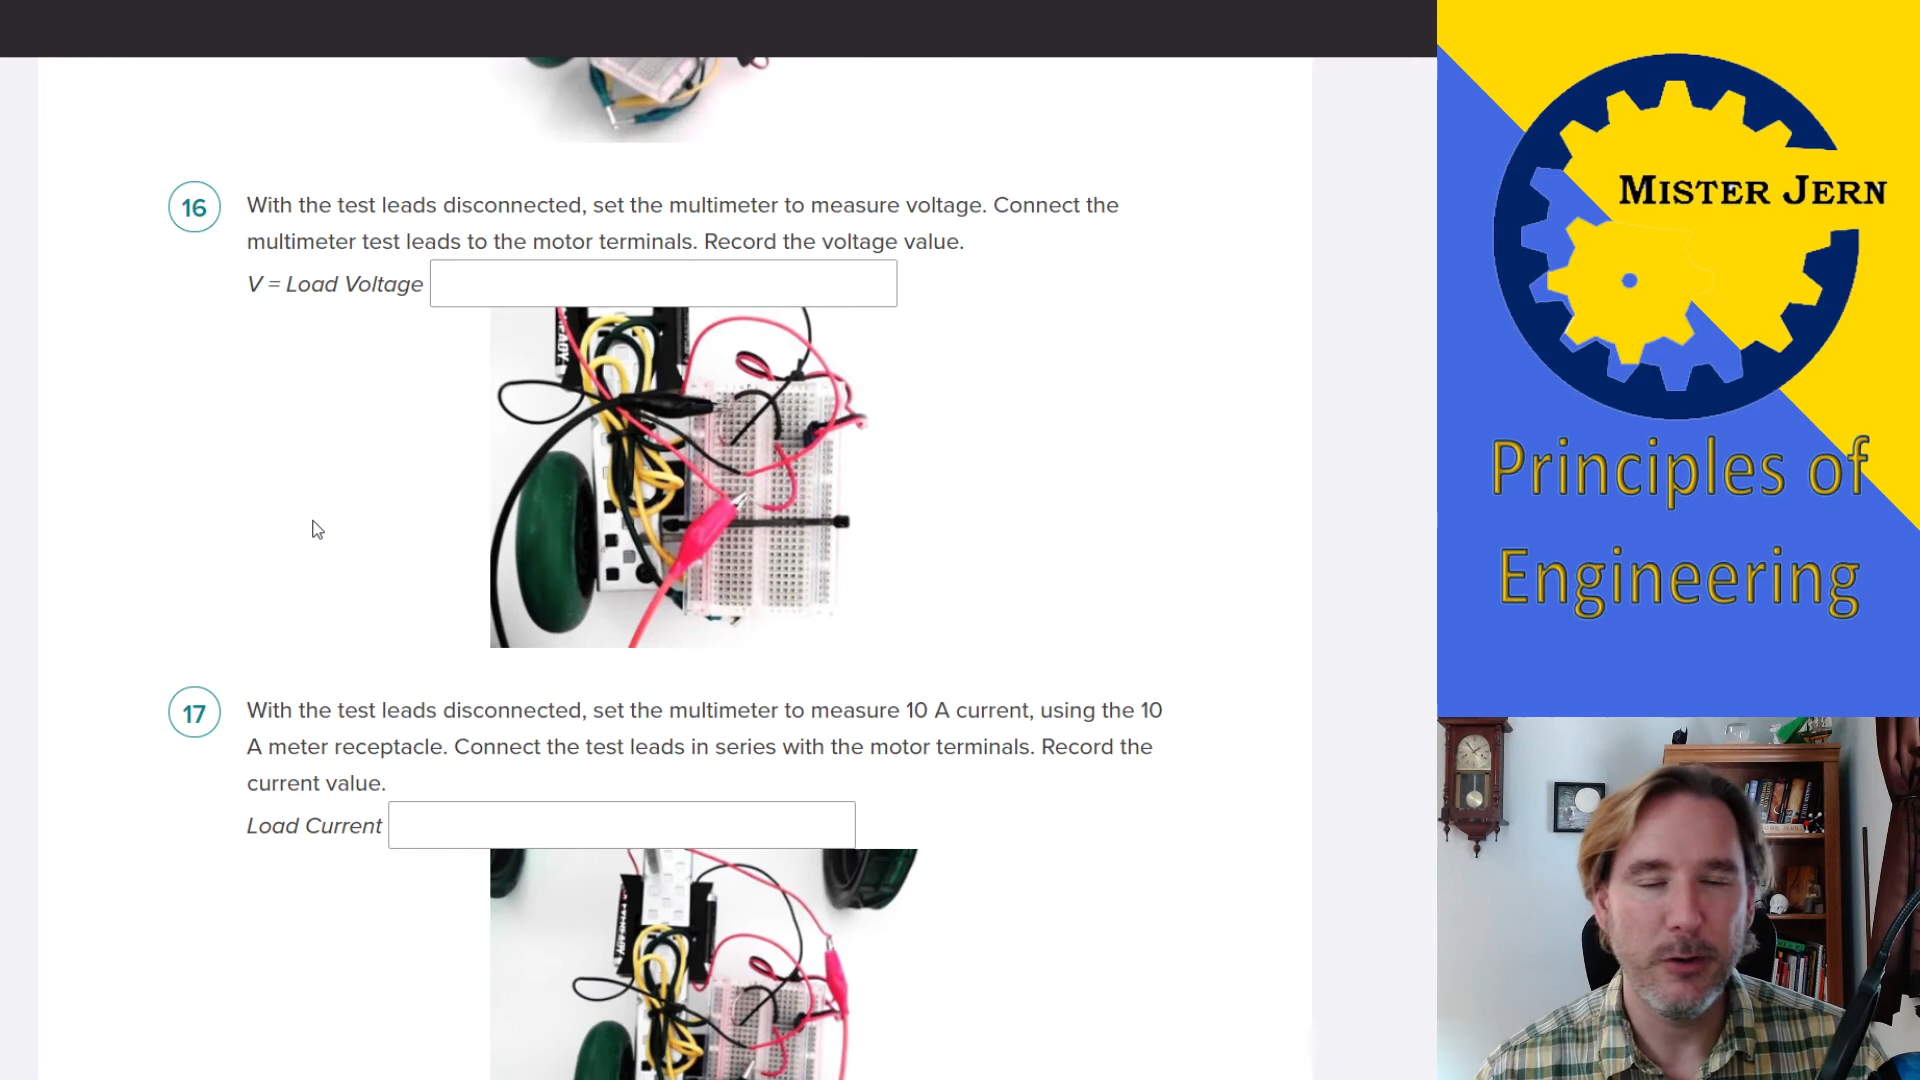 16
With the test leads disconnected, set the multimeter to measure voltage. Connect the
multimeter test leads to the motor terminals. Record the voltage value.
V = Load Voltage
17
With the test leads disconnected, set the multimeter to measure 10 A current, using the 10
A meter receptacle. Connect the test leads in series with the motor terminals. Record the
current value.
Load Current
MISTER JERN
Principles of
Engineering